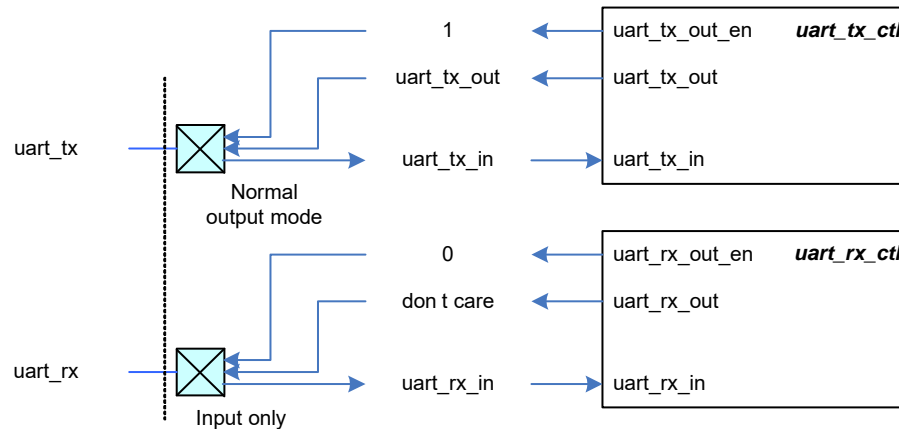 1
uart_tx_out_en
uart_tx_ctl
uart_tx_out
uart_tx_out
uart_tx
uart_tx_in
uart_tx_in
Normal
output mode
0
uart_rx_out_en
uart_rx_ctl
don t care
uart_rx_out
uart_rx
uart_rx_in
uart_rx_in
Input only